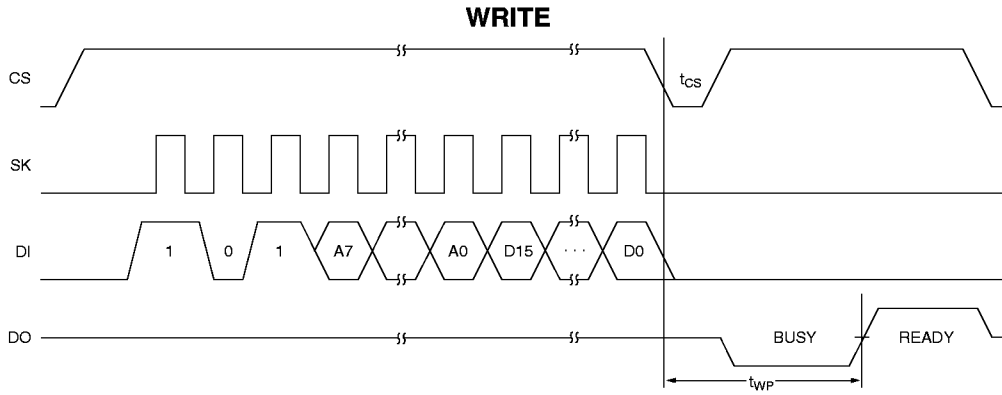 WRITE
CS
tCS
SK
DI 1 0 1 A7 A0 D15 ... D0
DO BUSY READY
tWP